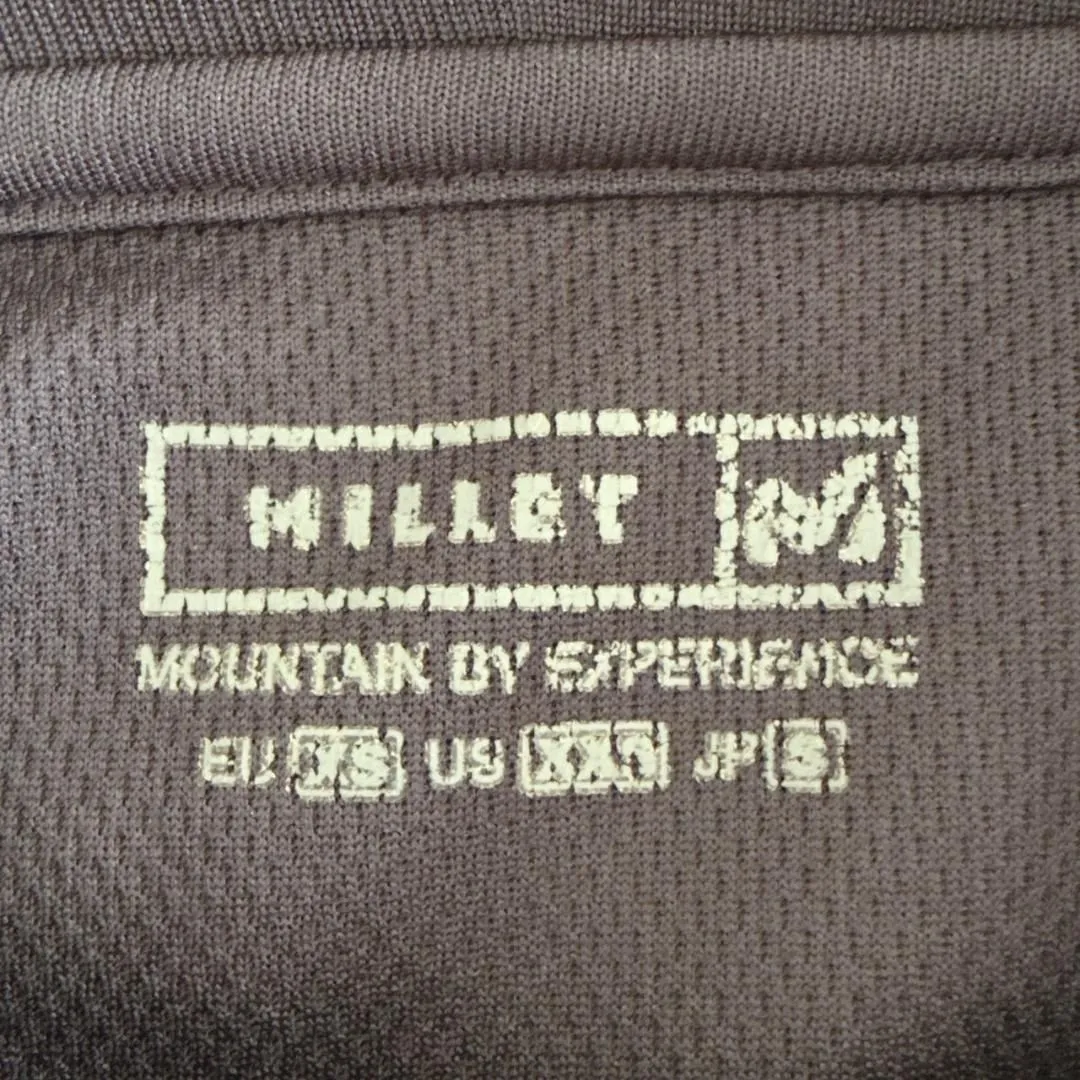 MILLET
MOUNTAIN BY EXPERIENCE
EU XS US XXS JP S